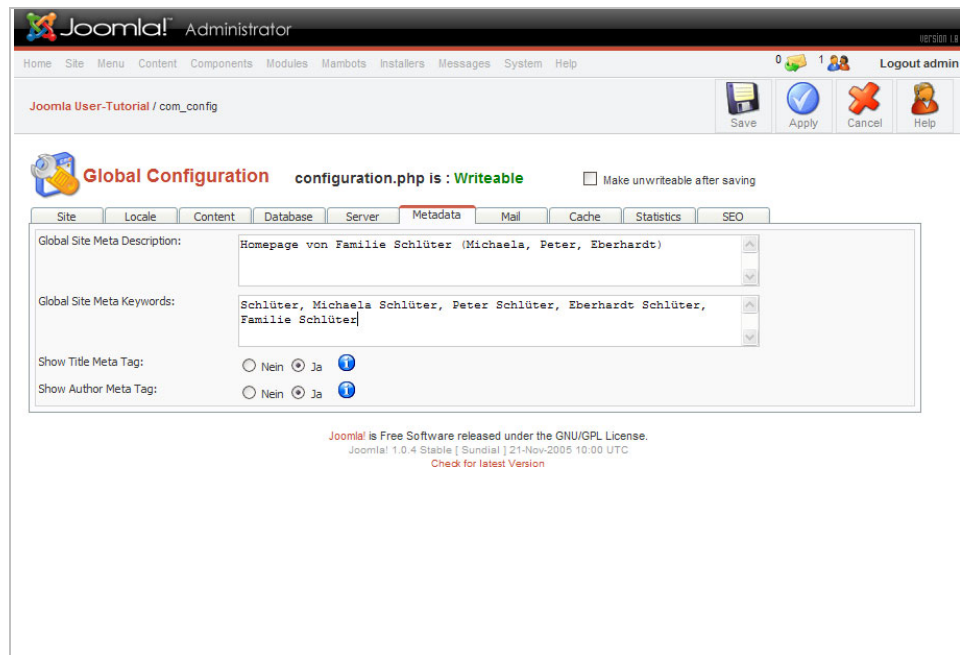 Joomla! Administrator
version 1.0
Home Site Menu Content Components Modules Mambots Installers Messages System Help 0 1 Logout admin
Joomla User-Tutorial / com_config
Save Apply Cancel Help
Global Configuration configuration.php is : Writeable Make unwriteable after saving
Site Locale Content Database Server Metadata Mail Cache Statistics SEO
Global Site Meta Description: Homepage von Familie Schlüter (Michaela, Peter, Eberhardt)
Global Site Meta Keywords: Schlüter, Michaela Schlüter, Peter Schlüter, Eberhardt Schlüter,
Familie Schlüter
Show Title Meta Tag: Nein Ja
Show Author Meta Tag: Nein Ja
Joomla! is Free Software released under the GNU/GPL License.
Joomla! 1.0.4 Stable [ Sundial ] 21-Nov-2005 10:00 UTC
Check for latest Version